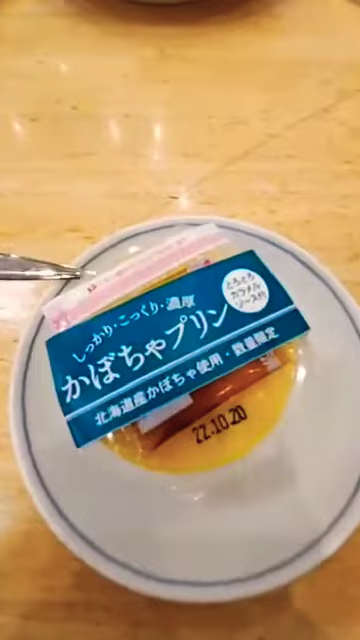 しっかり・こっくり・濃厚
かぼちゃプリン
とろとろ
カラメル
ソース付
北海道産かぼちゃ使用・数量限定
22.10.20